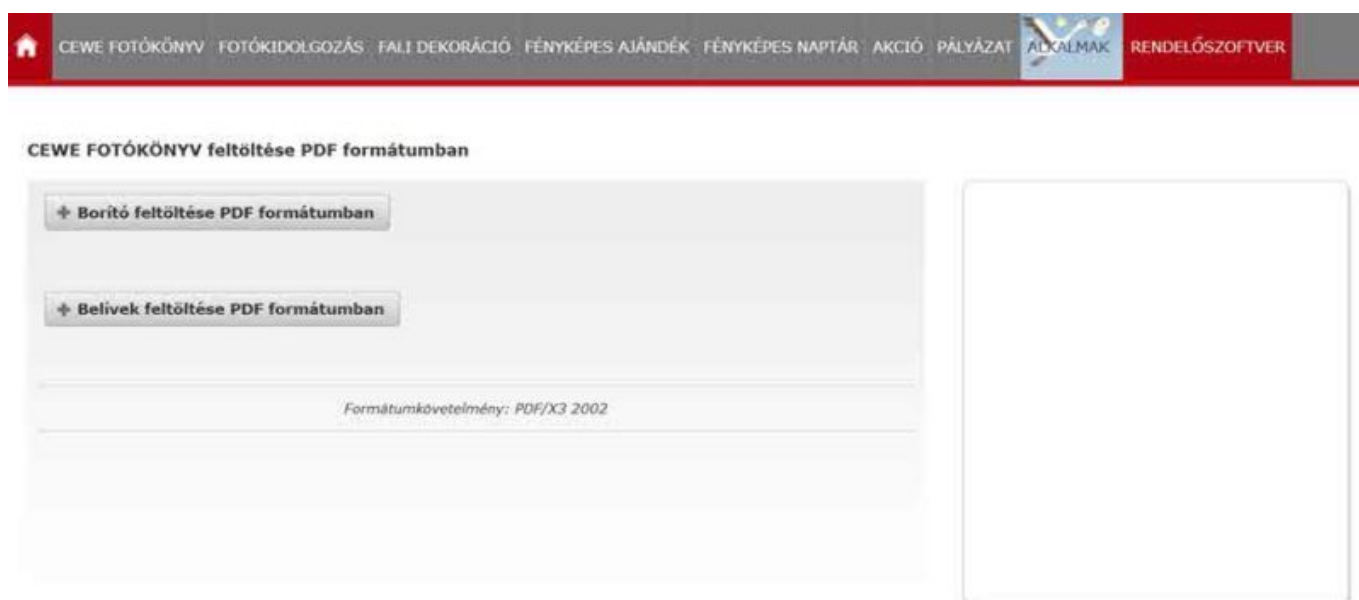 CEWE FOTÓKÖNYV FOTÓKIDOLGOZÁS FALI DEKORÁCIÓ FÉNYKÉPES AJÁNDÉK FÉNYKÉPES NAPTÁR AKCIÓ PÁLYÁZAT ALKALMAK RENDELŐSZOFTVER
CEWE FOTÓKÖNYV feltöltése PDF formátumban
+ Borító feltöltése PDF formátumban
+ Belívek feltöltése PDF formátumban
Formátumkövetelmény: PDF/X3 2002